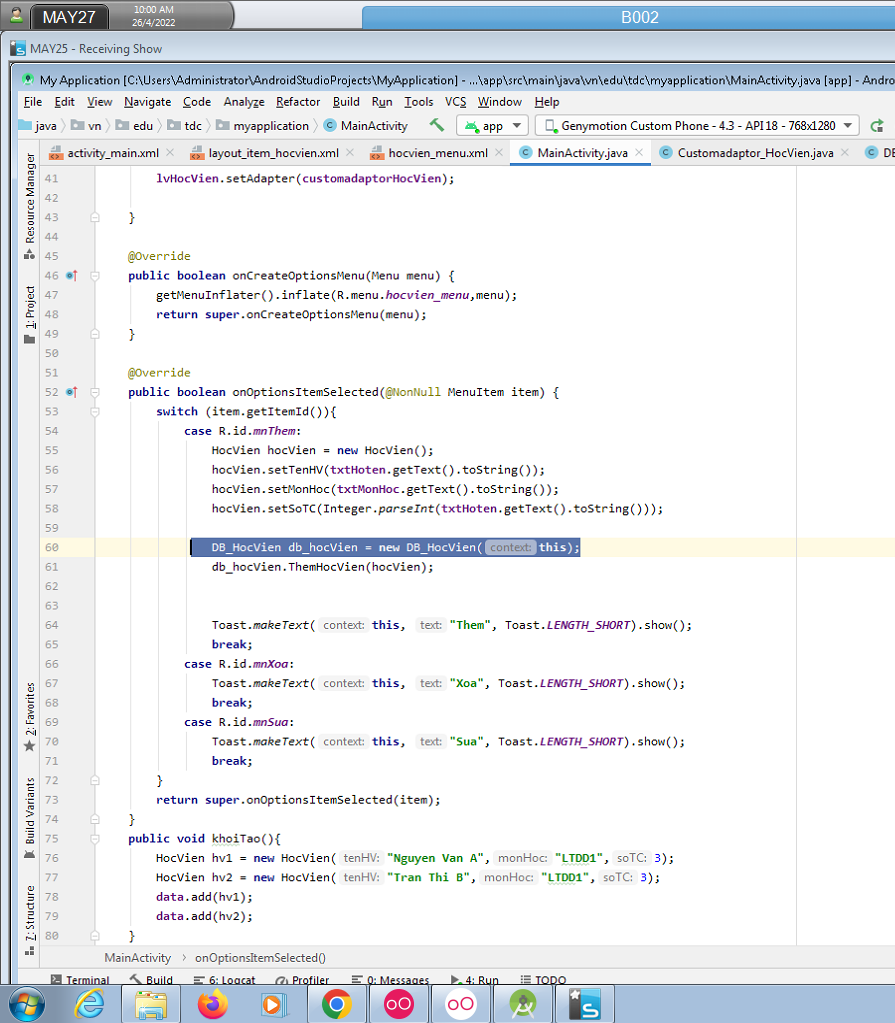 MAY27
10:00 AM
26/4/2022
B002
MAY25 - Receiving Show
My Application [C:\Users\Administrator\AndroidStudioProjects\MyApplication] - ...\app\src\main\java\vn\edu\tdc\myapplication\MainActivity.java [app] - Andro
File Edit View Navigate Code Analyze Refactor Build Run Tools VCS Window Help
java vn edu tdc myapplication MainActivity app Genymotion Custom Phone - 4.3 - API 18 - 768x1280
activity_main.xml layout_item_hocvien.xml hocvien_menu.xml MainActivity.java Customadaptor_HocVien.java DB
Resource Manager
1: Project
2: Favorites
Build Variants
7: Structure
41 lvHocVien.setAdapter(customadaptorHocVien);
42
43 }
44
45 @Override
46 public boolean onCreateOptionsMenu(Menu menu) {
47 getMenuInflater().inflate(R.menu.hocvien_menu,menu);
48 return super.onCreateOptionsMenu(menu);
49 }
50
51 @Override
52 public boolean onOptionsItemSelected(@NonNull MenuItem item) {
53 switch (item.getItemId()){
54 case R.id.mnThem:
55 HocVien hocVien = new HocVien();
56 hocVien.setTenHV(txtHoten.getText().toString());
57 hocVien.setMonHoc(txtMonHoc.getText().toString());
58 hocVien.setSoTC(Integer.parseInt(txtHoten.getText().toString()));
59
60 DB_HocVien db_hocVien = new DB_HocVien( context: this);
61 db_hocVien.ThemHocVien(hocVien);
62
63
64 Toast.makeText( context: this, text: "Them", Toast.LENGTH_SHORT).show();
65 break;
66 case R.id.mnXoa:
67 Toast.makeText( context: this, text: "Xoa", Toast.LENGTH_SHORT).show();
68 break;
69 case R.id.mnSua:
70 Toast.makeText( context: this, text: "Sua", Toast.LENGTH_SHORT).show();
71 break;
72 }
73 return super.onOptionsItemSelected(item);
74 }
75 public void khoiTao(){
76 HocVien hv1 = new HocVien( tenHV: "Nguyen Van A", monHoc: "LTDD1", soTC: 3);
77 HocVien hv2 = new HocVien( tenHV: "Tran Thi B", monHoc: "LTDD1", soTC: 3);
78 data.add(hv1);
79 data.add(hv2);
80 }
MainActivity > onOptionsItemSelected()
Terminal Build 6: Logcat Profiler 0: Messages 4: Run TODO